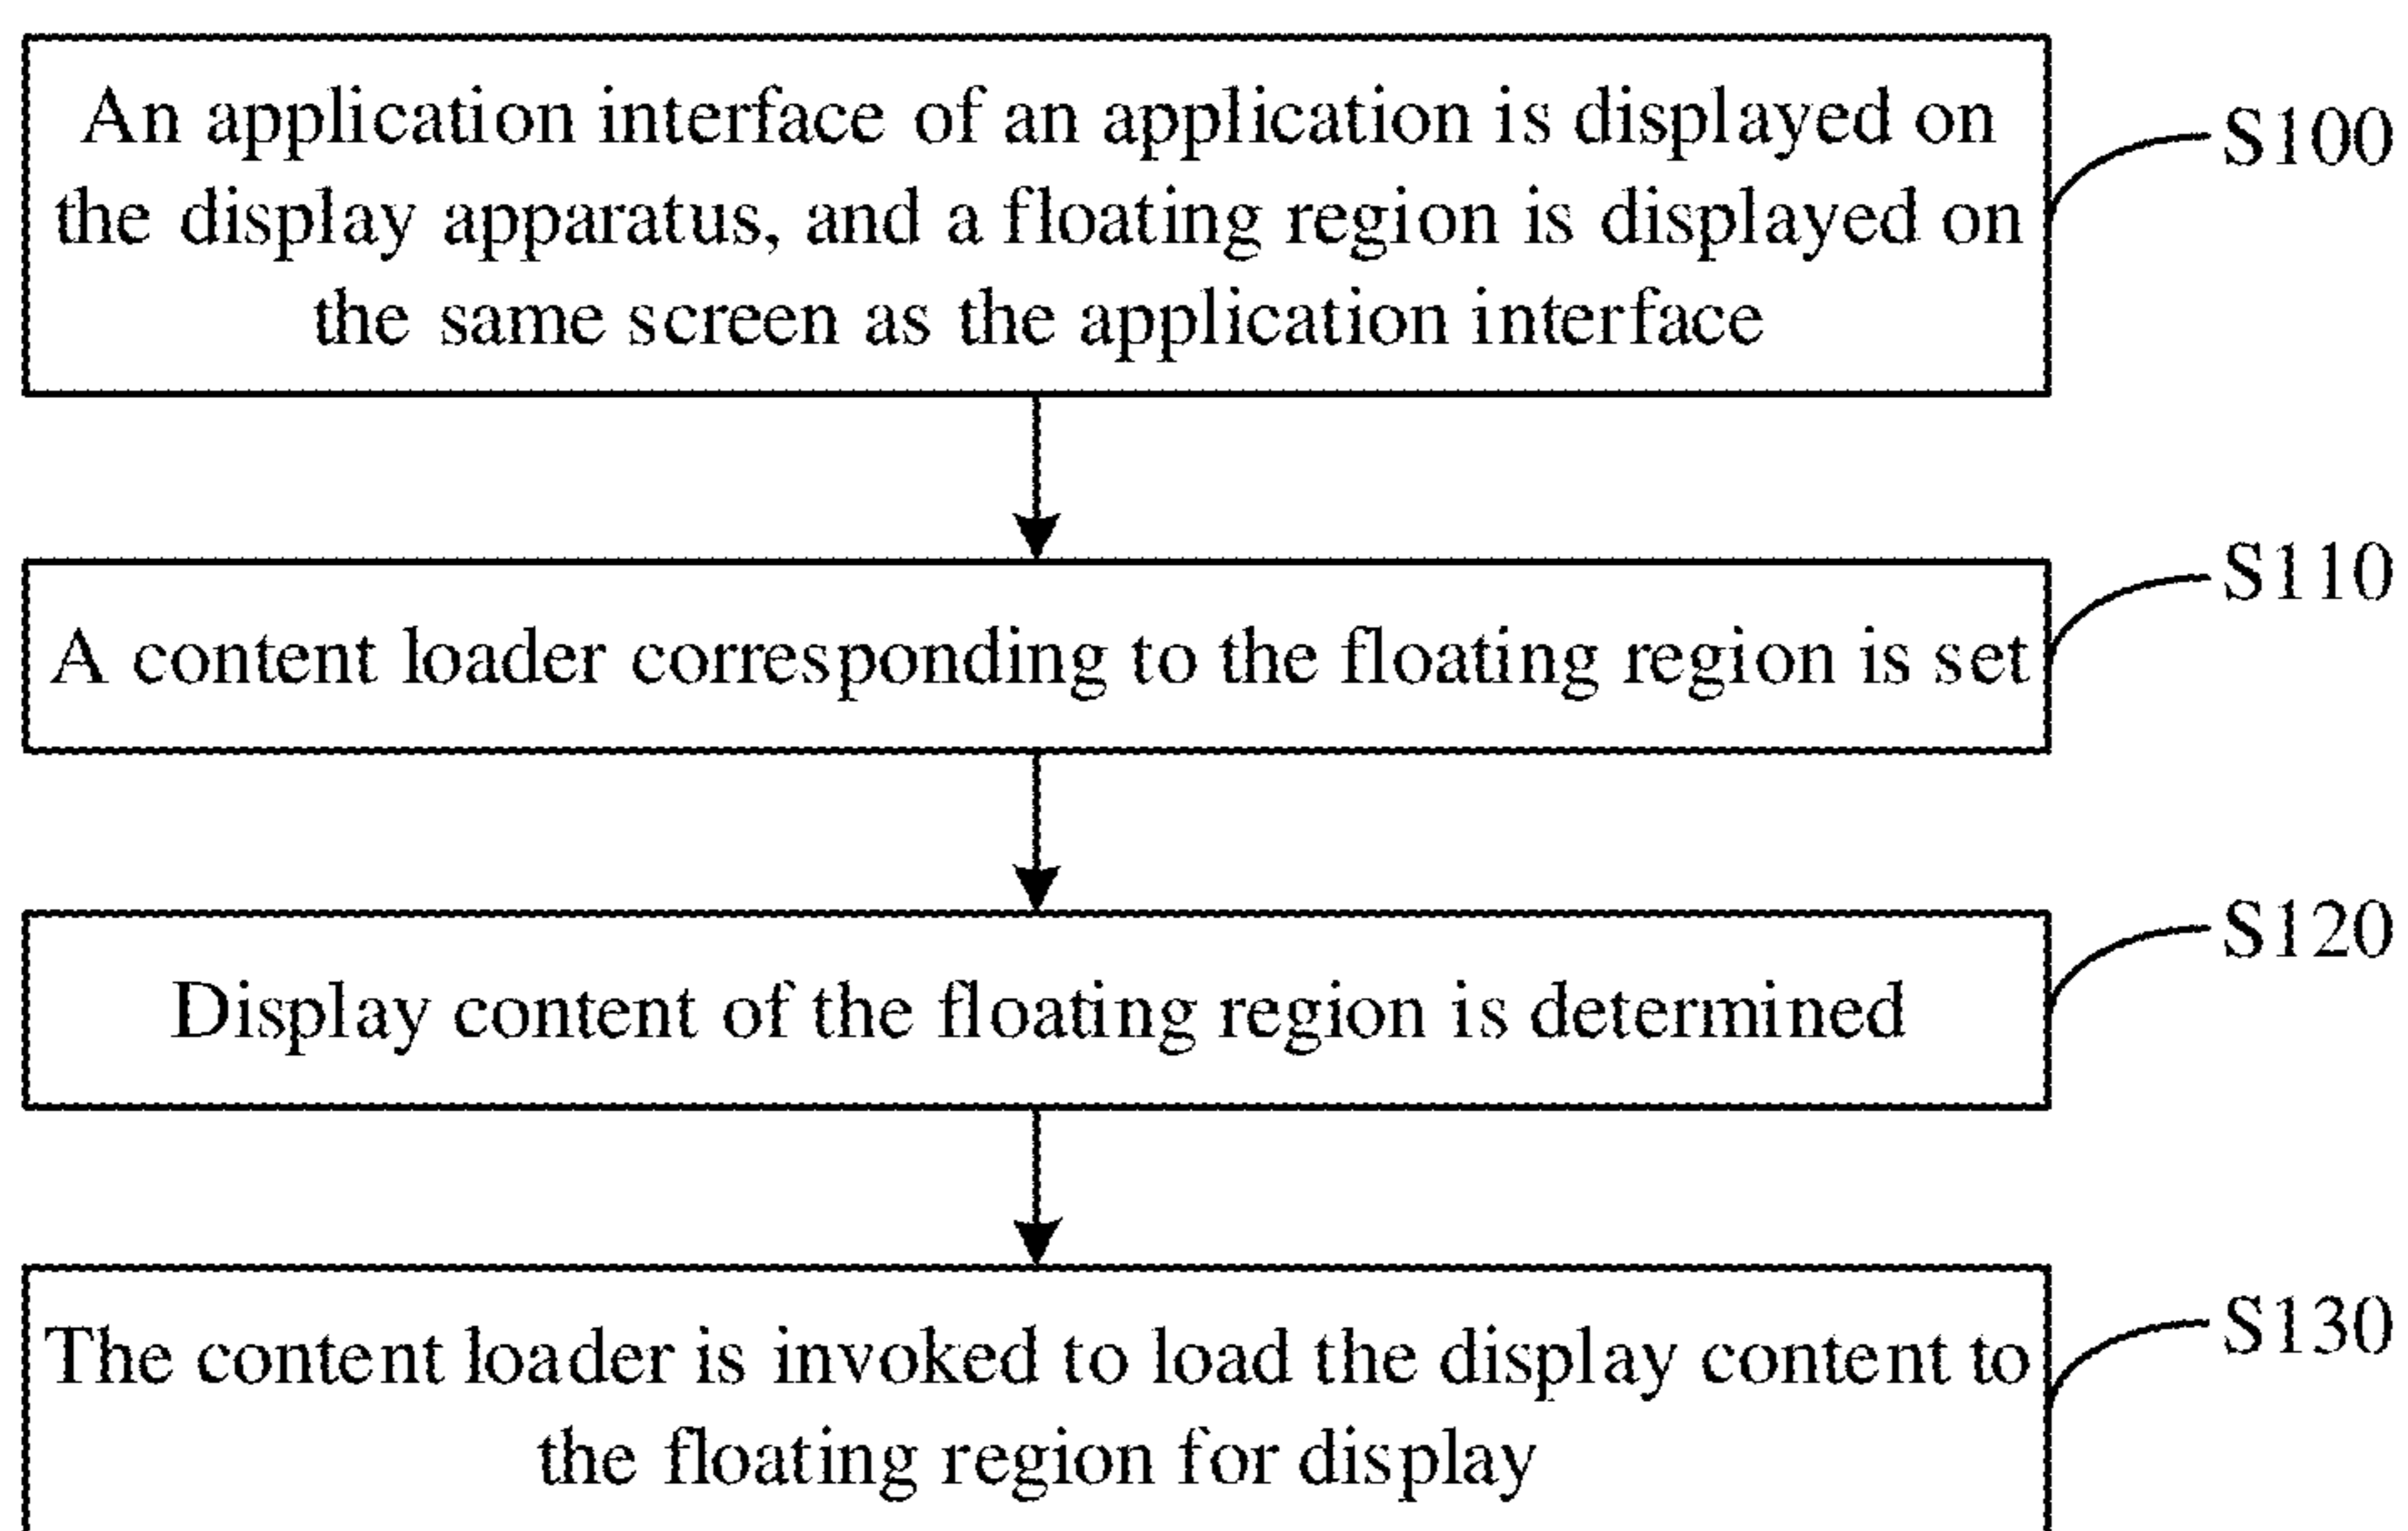 An application interface of an application is displayed on
the display apparatus, and a floating region is displayed on
the same screen as the application interface
S100
A content loader corresponding to the floating region is set
S110
Display content of the floating region is determined
S120
The content loader is invoked to load the display content to
the floating region for display
S130